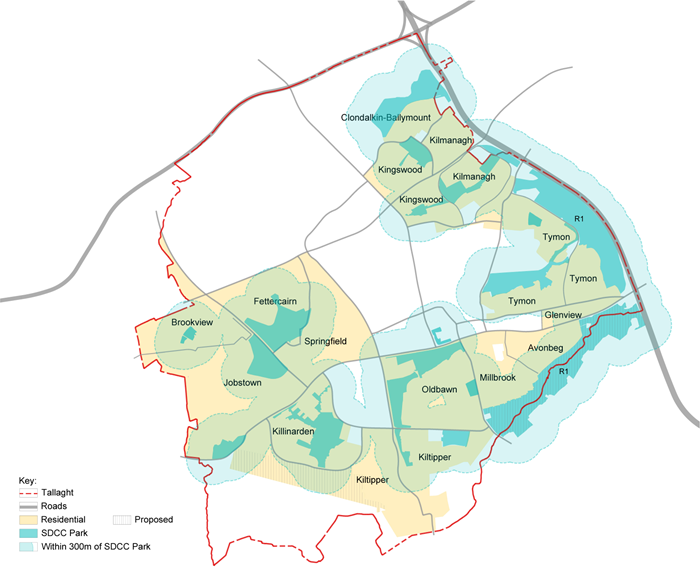 Clondalkin-Ballymount
Kilmanagh
Kingswood
Kilmanagh
Kingswood
R1
Tymon
Tymon
Tymon
Fettercairn
Glenview
Brookview
Springfield
Avonbeg
R1
Millbrook
Jobstown
Oldbawn
Killinarden
Kiltipper
Kiltipper
Key:
Tallaght
Roads
Residential Proposed
SDCC Park
Within 300m of SDCC Park